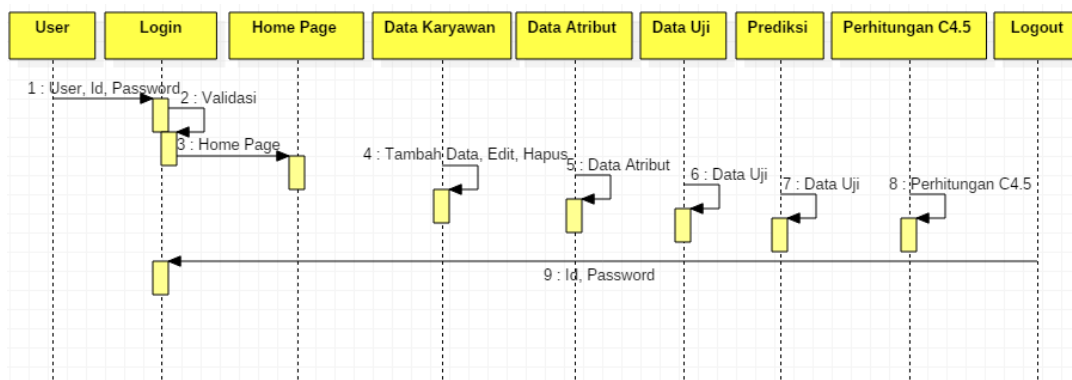 User
Login
Home Page
Data Karyawan
Data Atribut
Data Uji
Prediksi
Perhitungan C4.5
Logout
1 : User, Id, Password
2 : Validasi
3 : Home Page
4 : Tambah Data, Edit, Hapus
5 : Data Atribut
6 : Data Uji
7 : Data Uji
8 : Perhitungan C4.5
9 : Id, Password